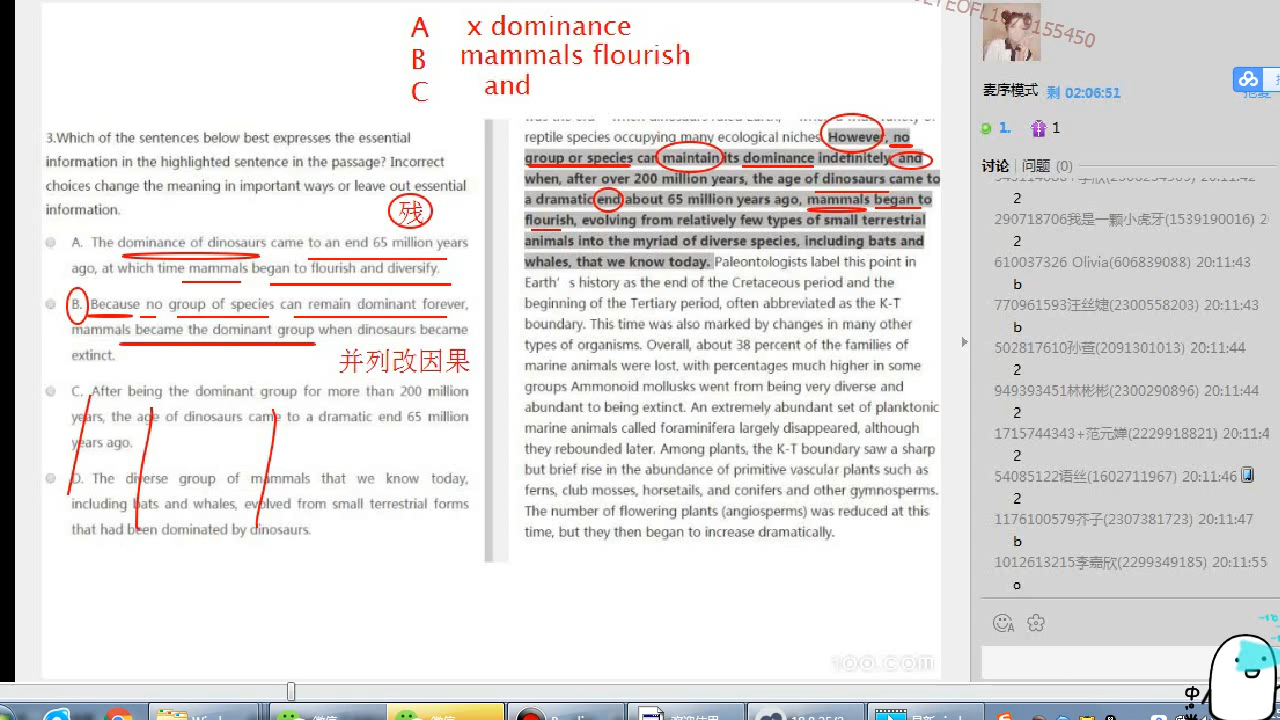 A x dominance
B mammals flourish
C and
3.Which of the sentences below best expresses the essential
information in the highlighted sentence in the passage? Incorrect
choices change the meaning in important ways or leave out essential
information.
残
A. The dominance of dinosaurs came to an end 65 million years
ago, at which time mammals began to flourish and diversify.
B. Because no group of species can remain dominant forever,
mammals became the dominant group when dinosaurs became
extinct.
并列改因果
C. After being the dominant group for more than 200 million
years, the age of dinosaurs came to a dramatic end 65 million
years ago.
D. The diverse group of mammals that we know today,
including bats and whales, evolved from small terrestrial forms
that had been dominated by dinosaurs.
reptile species occupying many ecological niches. However, no
group or species can maintain its dominance indefinitely, and
when, after over 200 million years, the age of dinosaurs came to
a dramatic end about 65 million years ago, mammals began to
flourish, evolving from relatively few types of small terrestrial
animals into the myriad of diverse species, including bats and
whales, that we know today. Paleontologists label this point in
Earth's history as the end of the Cretaceous period and the
beginning of the Tertiary period, often abbreviated as the K-T
boundary. This time was also marked by changes in many other
types of organisms. Overall, about 38 percent of the families of
marine animals were lost, with percentages much higher in some
groups Ammonoid mollusks went from being very diverse and
abundant to being extinct. An extremely abundant set of planktonic
marine animals called foraminifera largely disappeared, although
they rebounded later. Among plants, the K-T boundary saw a sharp
but brief rise in the abundance of primitive vascular plants such as
ferns, club mosses, horsetails, and conifers and other gymnosperms.
The number of flowering plants (angiosperms) was reduced at this
time, but they then began to increase dramatically.
100.com
麦序模式 剩 02:06:51
1. 1
讨论 问题 (0)
2
290718706我是一颗小虎牙(1539190016) 20:11:4
2
610037326 Olivia(606839088) 20:11:43
b
770961593汪丝婕(2300558203) 20:11:43
b
502817610孙萱(2091301013) 20:11:44
2
949393451林彬彬(2300290896) 20:11:44
2
1715744343+范元婵(2229918821) 20:11:4
2
54085122语丝(1602711967) 20:11:46
2
1176100579芥子(2307381723) 20:11:47
b
1012613215李嘉欣(2299349185) 20:11:55
o
中